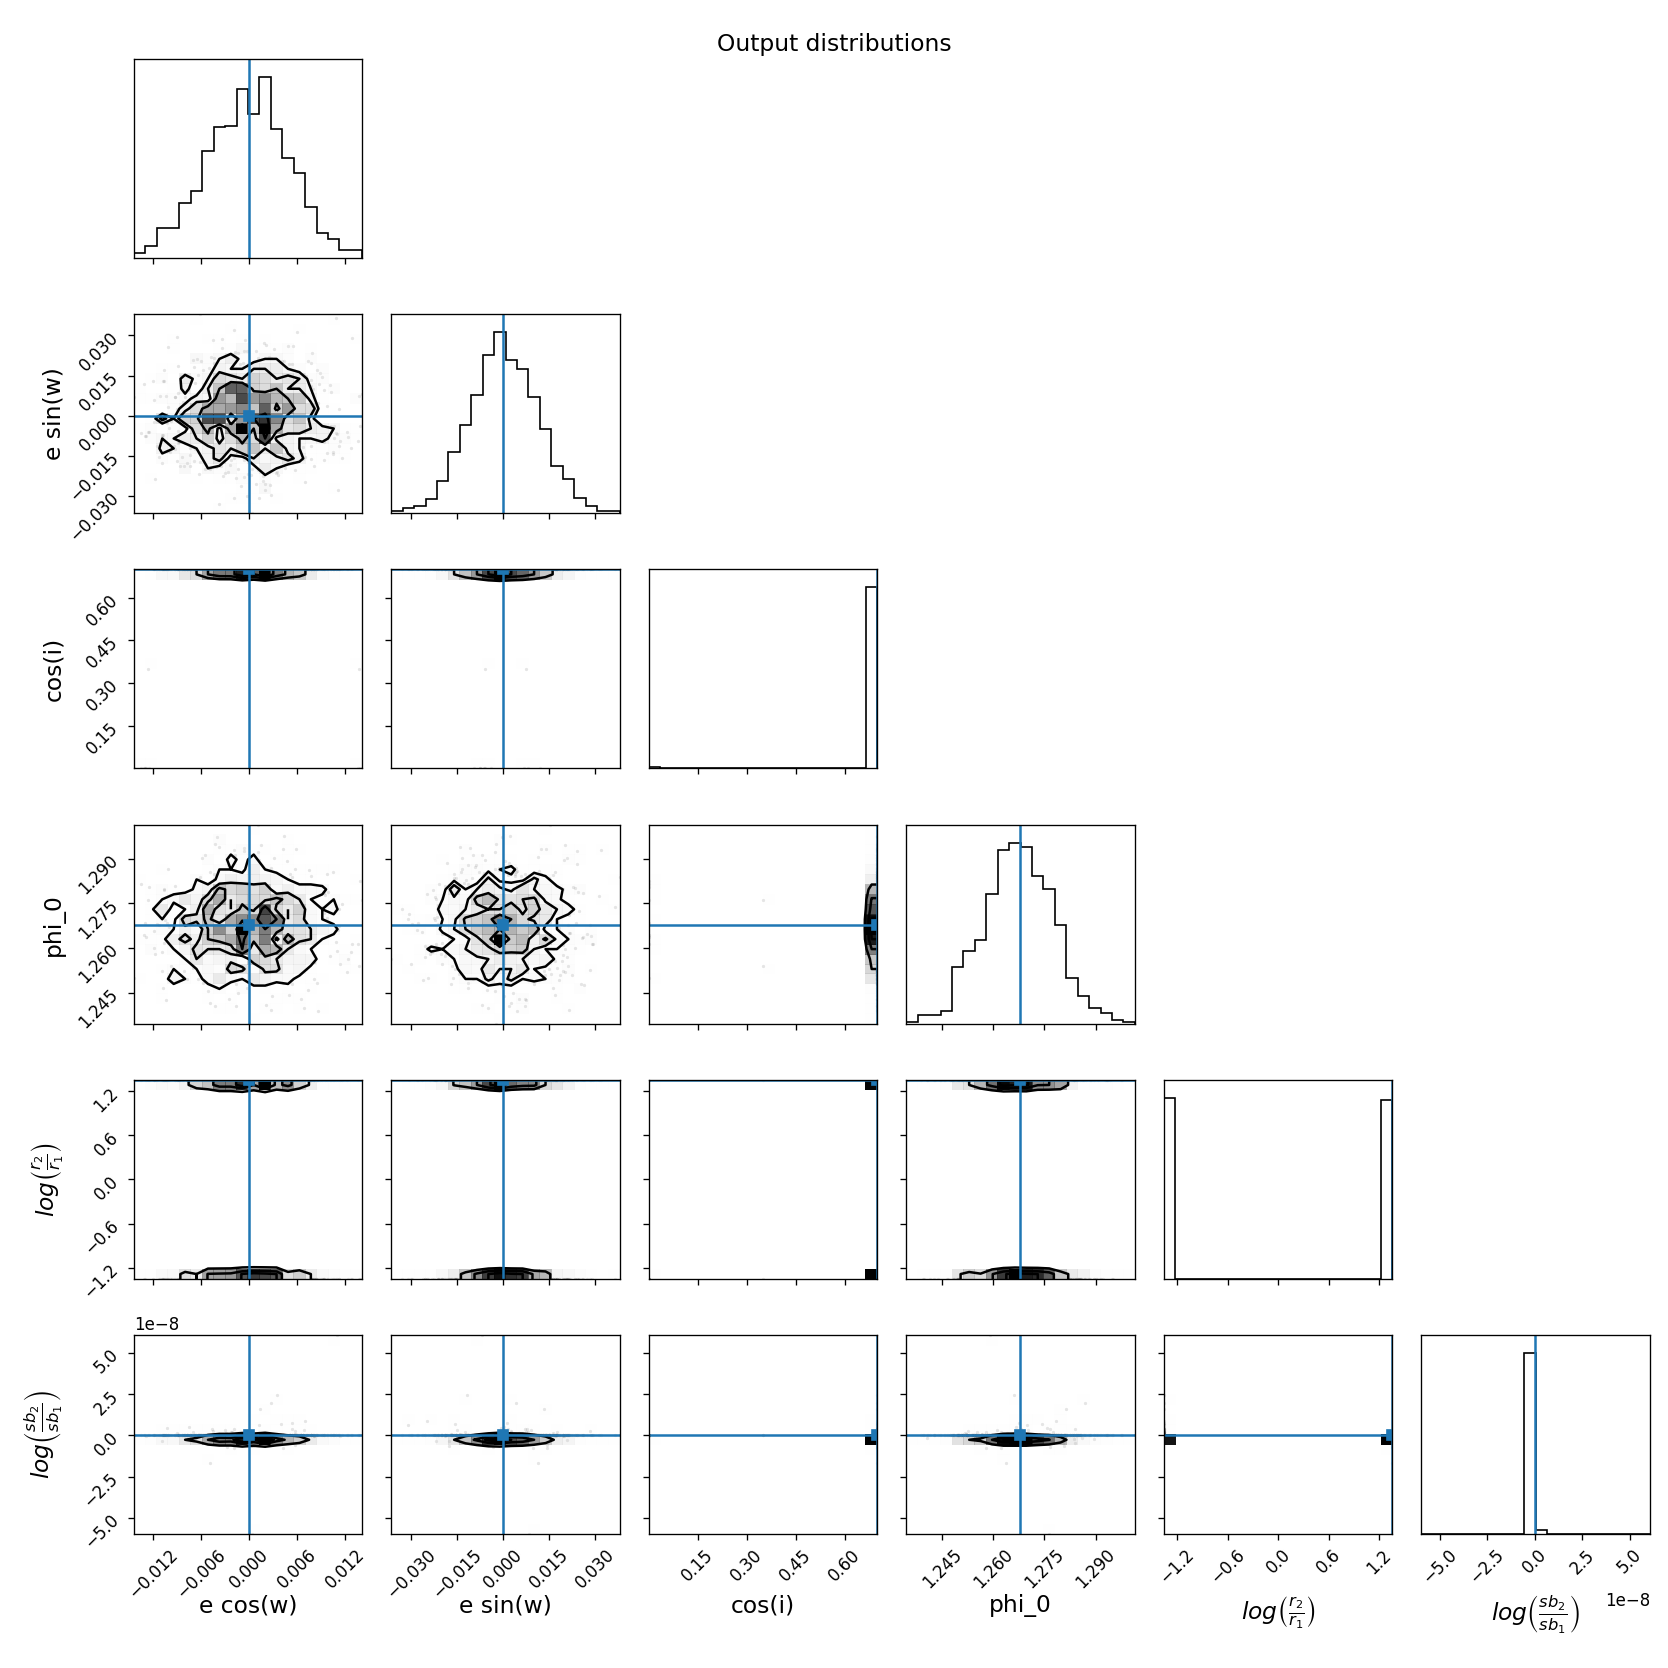 Output distributions
e sin(w)
0.030
0.015
0.000
−0.015
−0.030
cos(i)
0.60
0.45
0.30
0.15
phi_0
1.290
1.275
1.260
1.245
log(r₂/r₁)
1.2
0.6
0.0
−0.6
−1.2
1e−8
log(sb₂/sb₁)
5.0
2.5
0.0
−2.5
−5.0
−0.012 −0.006 0.000 0.006 0.012
−0.030 −0.015 0.000 0.015 0.030
0.15 0.30 0.45 0.60
1.245 1.260 1.275 1.290
−1.2 −0.6 0.0 0.6 1.2
−5.0 −2.5 0.0 2.5 5.0
1e−8
e cos(w)
e sin(w)
cos(i)
phi_0
log(r₂/r₁)
log(sb₂/sb₁)